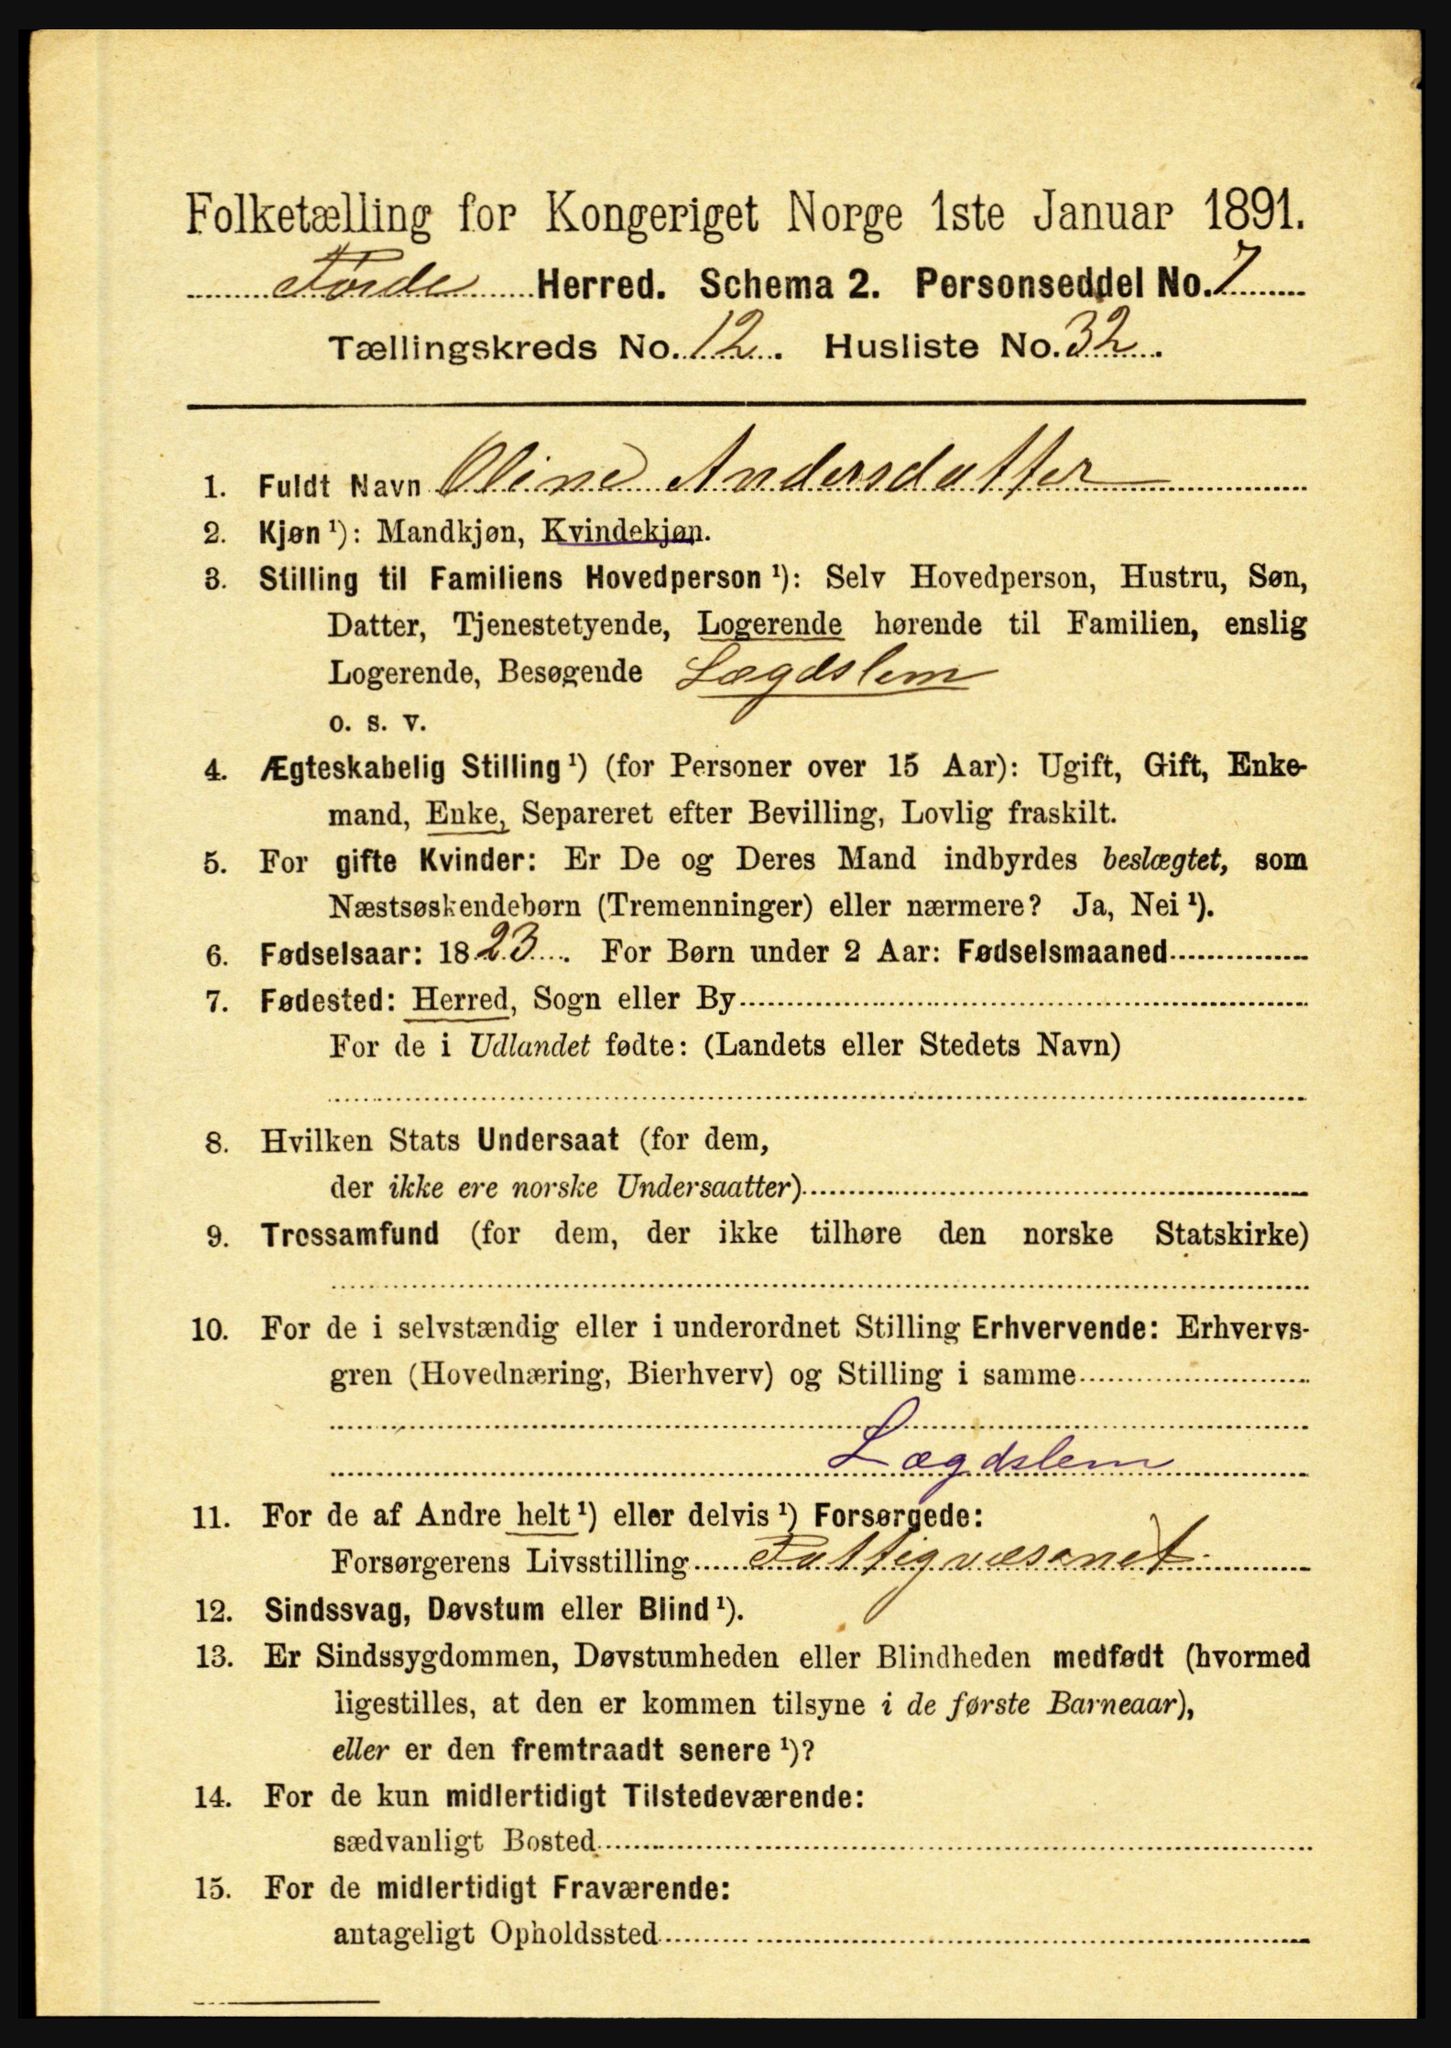 Folketælling for Kongeriget Norge 1ste Januar 1891.
Førde Herred. Schema 2. Personseddel No. 7
Tællingskreds No. 12. Husliste No. 32.
1. Fuldt Navn Oline Andersdatter
2. Kjøn ¹): Mandkjøn, Kvindekjøn.
3. Stilling til Familiens Hovedperson ¹): Selv Hovedperson, Hustru, Søn,
Datter, Tjenestetyende, Logerende hørende til Familien, enslig
Logerende, Besøgende Lægdslem
o. s. v.
4. Ægteskabelig Stilling ¹) (for Personer over 15 Aar): Ugift, Gift, Enke-
mand, Enke, Separeret efter Bevilling, Lovlig fraskilt.
5. For gifte Kvinder: Er De og Deres Mand indbyrdes beslægtet, som
Næstsøskendebørn (Tremenninger) eller nærmere? Ja, Nei ¹).
6. Fødselsaar: 1823. For Børn under 2 Aar: Fødselsmaaned
7. Fødested: Herred, Sogn eller By
For de i Udlandet fødte: (Landets eller Stedets Navn)
8. Hvilken Stats Undersaat (for dem,
der ikke ere norske Undersaatter)
9. Trossamfund (for dem, der ikke tilhøre den norske Statskirke)
10. For de i selvstændig eller i underordnet Stilling Erhvervende: Erhvervs-
gren (Hovednæring, Bierhverv) og Stilling i samme
Lægdslem
11. For de af Andre helt ¹) eller delvis ¹) Forsørgede:
Forsørgerens Livsstilling Fattigvæsenet
12. Sindssvag, Døvstum eller Blind ¹).
13. Er Sindssygdommen, Døvstumheden eller Blindheden medfødt (hvormed
ligestilles, at den er kommen tilsyne i de første Barneaar),
eller er den fremtraadt senere ¹)?
14. For de kun midlertidigt Tilstedeværende:
sædvanligt Bosted
15. For de midlertidigt Fraværende:
antageligt Opholdssted